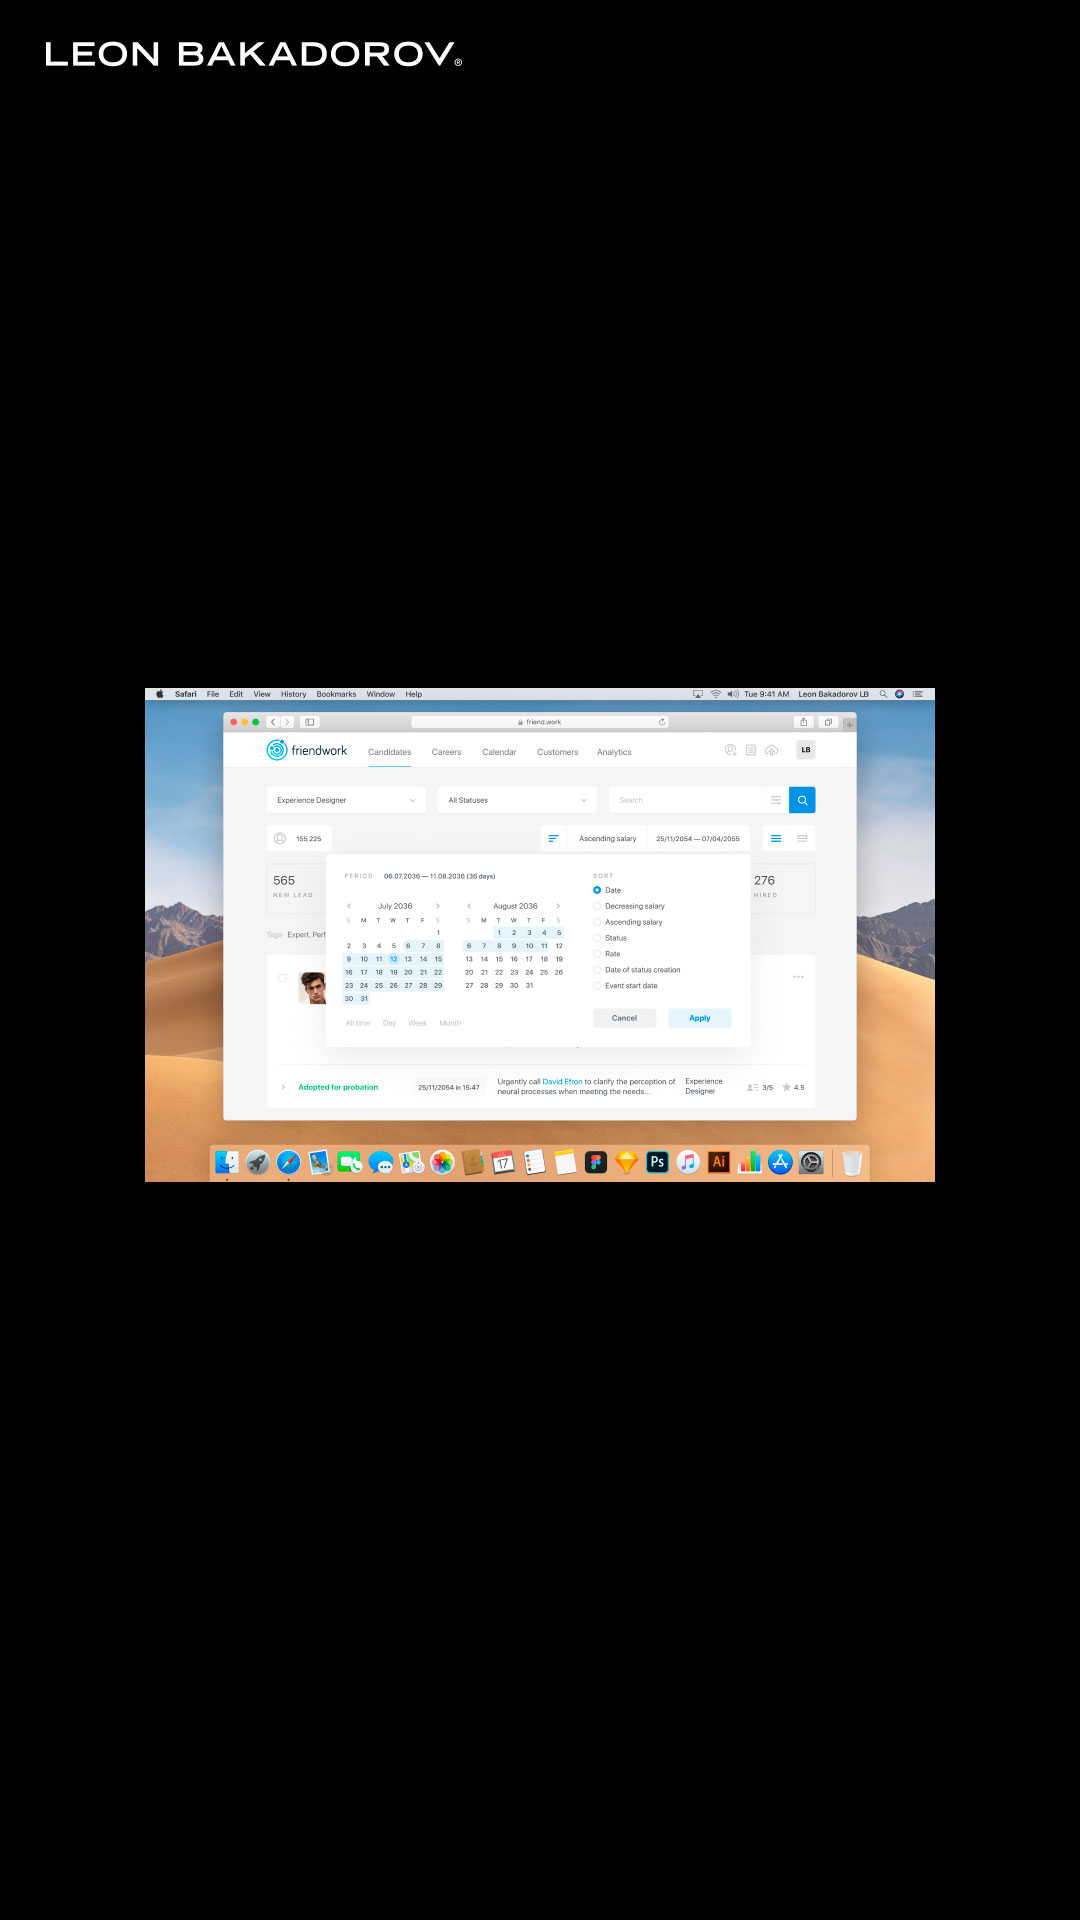 LEON BAKADOROV®
Safari File Edit View History Bookmarks Window Help Tue 9:41 AM Leon Bakadorov LB
friend.work
friendwork Candidates Careers Calendar Customers Analytics LB
Experience Designer All Statuses Search
155 225 Ascending salary 25/11/2054 — 07/04/2055
565 276
NEW LEAD HIRED
Tags Expert, Perf
PERIOD 06.07.2036 — 11.08.2036 (36 days)
July 2036 August 2036
S M T W T F S S M T W T F S
1 1 2 3 4 5
2 3 4 5 6 7 8 6 7 8 9 10 11 12
9 10 11 12 13 14 15 13 14 15 16 17 18 19
16 17 18 19 20 21 22 20 21 22 23 24 25 26
23 24 25 26 27 28 29 27 28 29 30 31
30 31
All time Day Week Month
SORT
Date
Decreasing salary
Ascending salary
Status
Rate
Date of status creation
Event start date
Cancel Apply
Adopted for probation 25/11/2054 in 15:47
Urgently call David Efron to clarify the perception of
neural processes when meeting the needs...
Experience
Designer
3/5 4.5
17
Ps
Ai